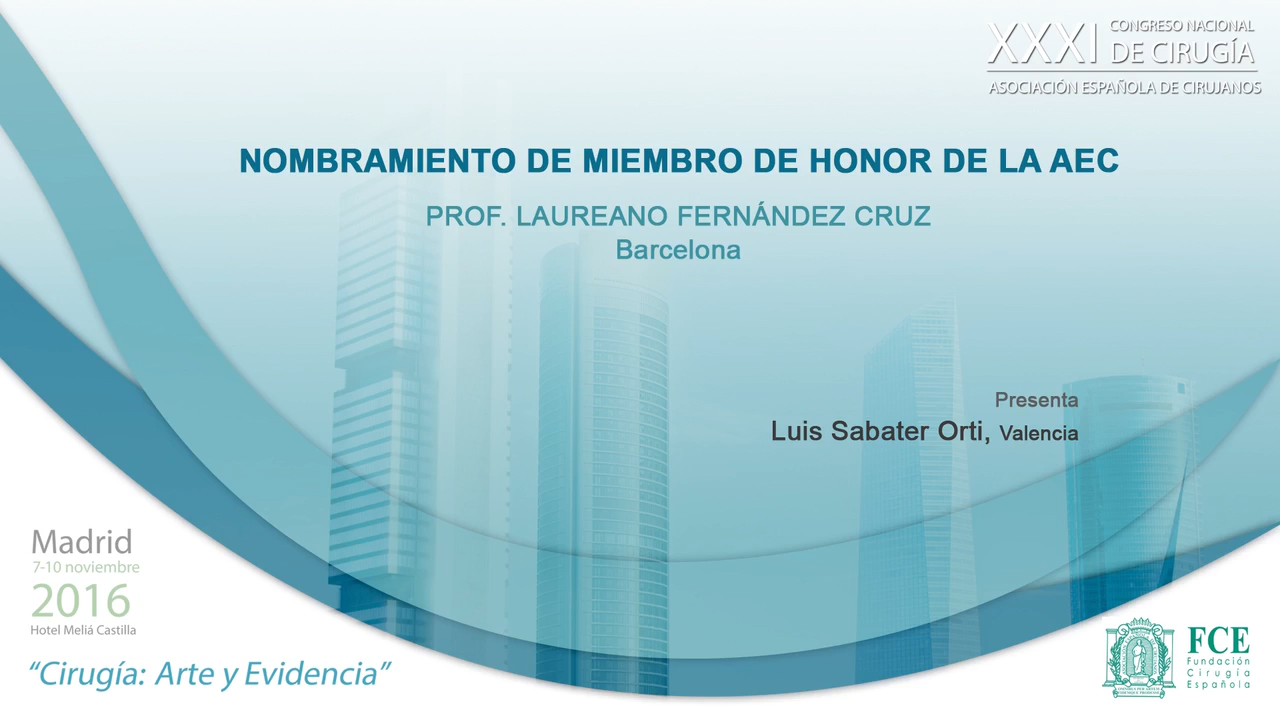 XXXI CONGRESO NACIONAL
DE CIRUGÍA
ASOCIACIÓN ESPAÑOLA DE CIRUJANOS
NOMBRAMIENTO DE MIEMBRO DE HONOR DE LA AEC
PROF. LAUREANO FERNÁNDEZ CRUZ
Barcelona
Presenta
Luis Sabater Orti, Valencia
Madrid
7-10 noviembre
2016
Hotel Meliá Castilla
“Cirugía: Arte y Evidencia”
FCE
Fundación
Cirugía
Española